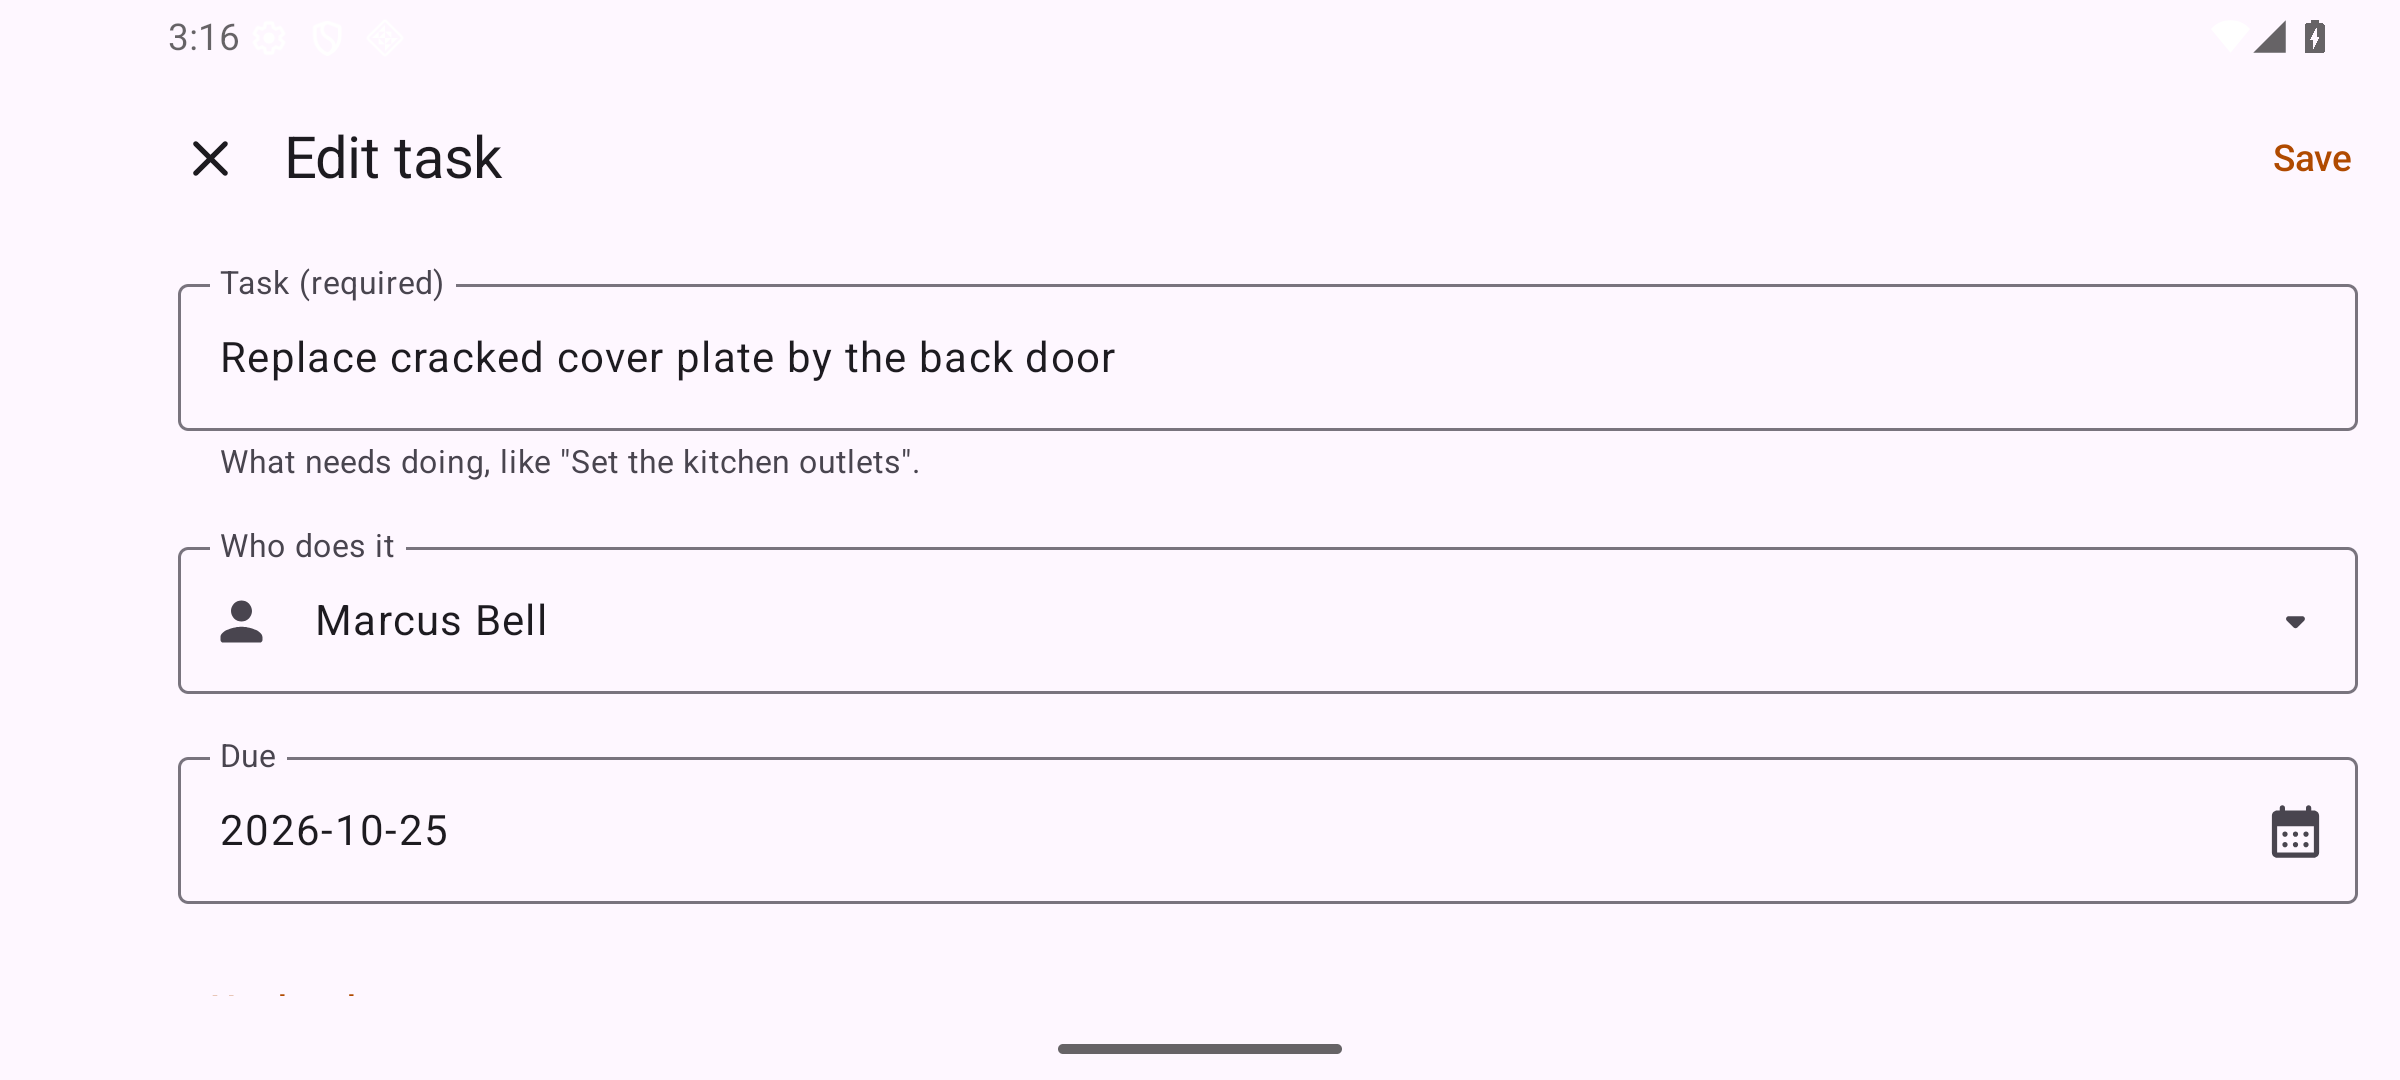 3:16
Edit task
Save
Task (required)
Replace cracked cover plate by the back door
What needs doing, like "Set the kitchen outlets".
Who does it
Marcus Bell
Due
2026-10-25